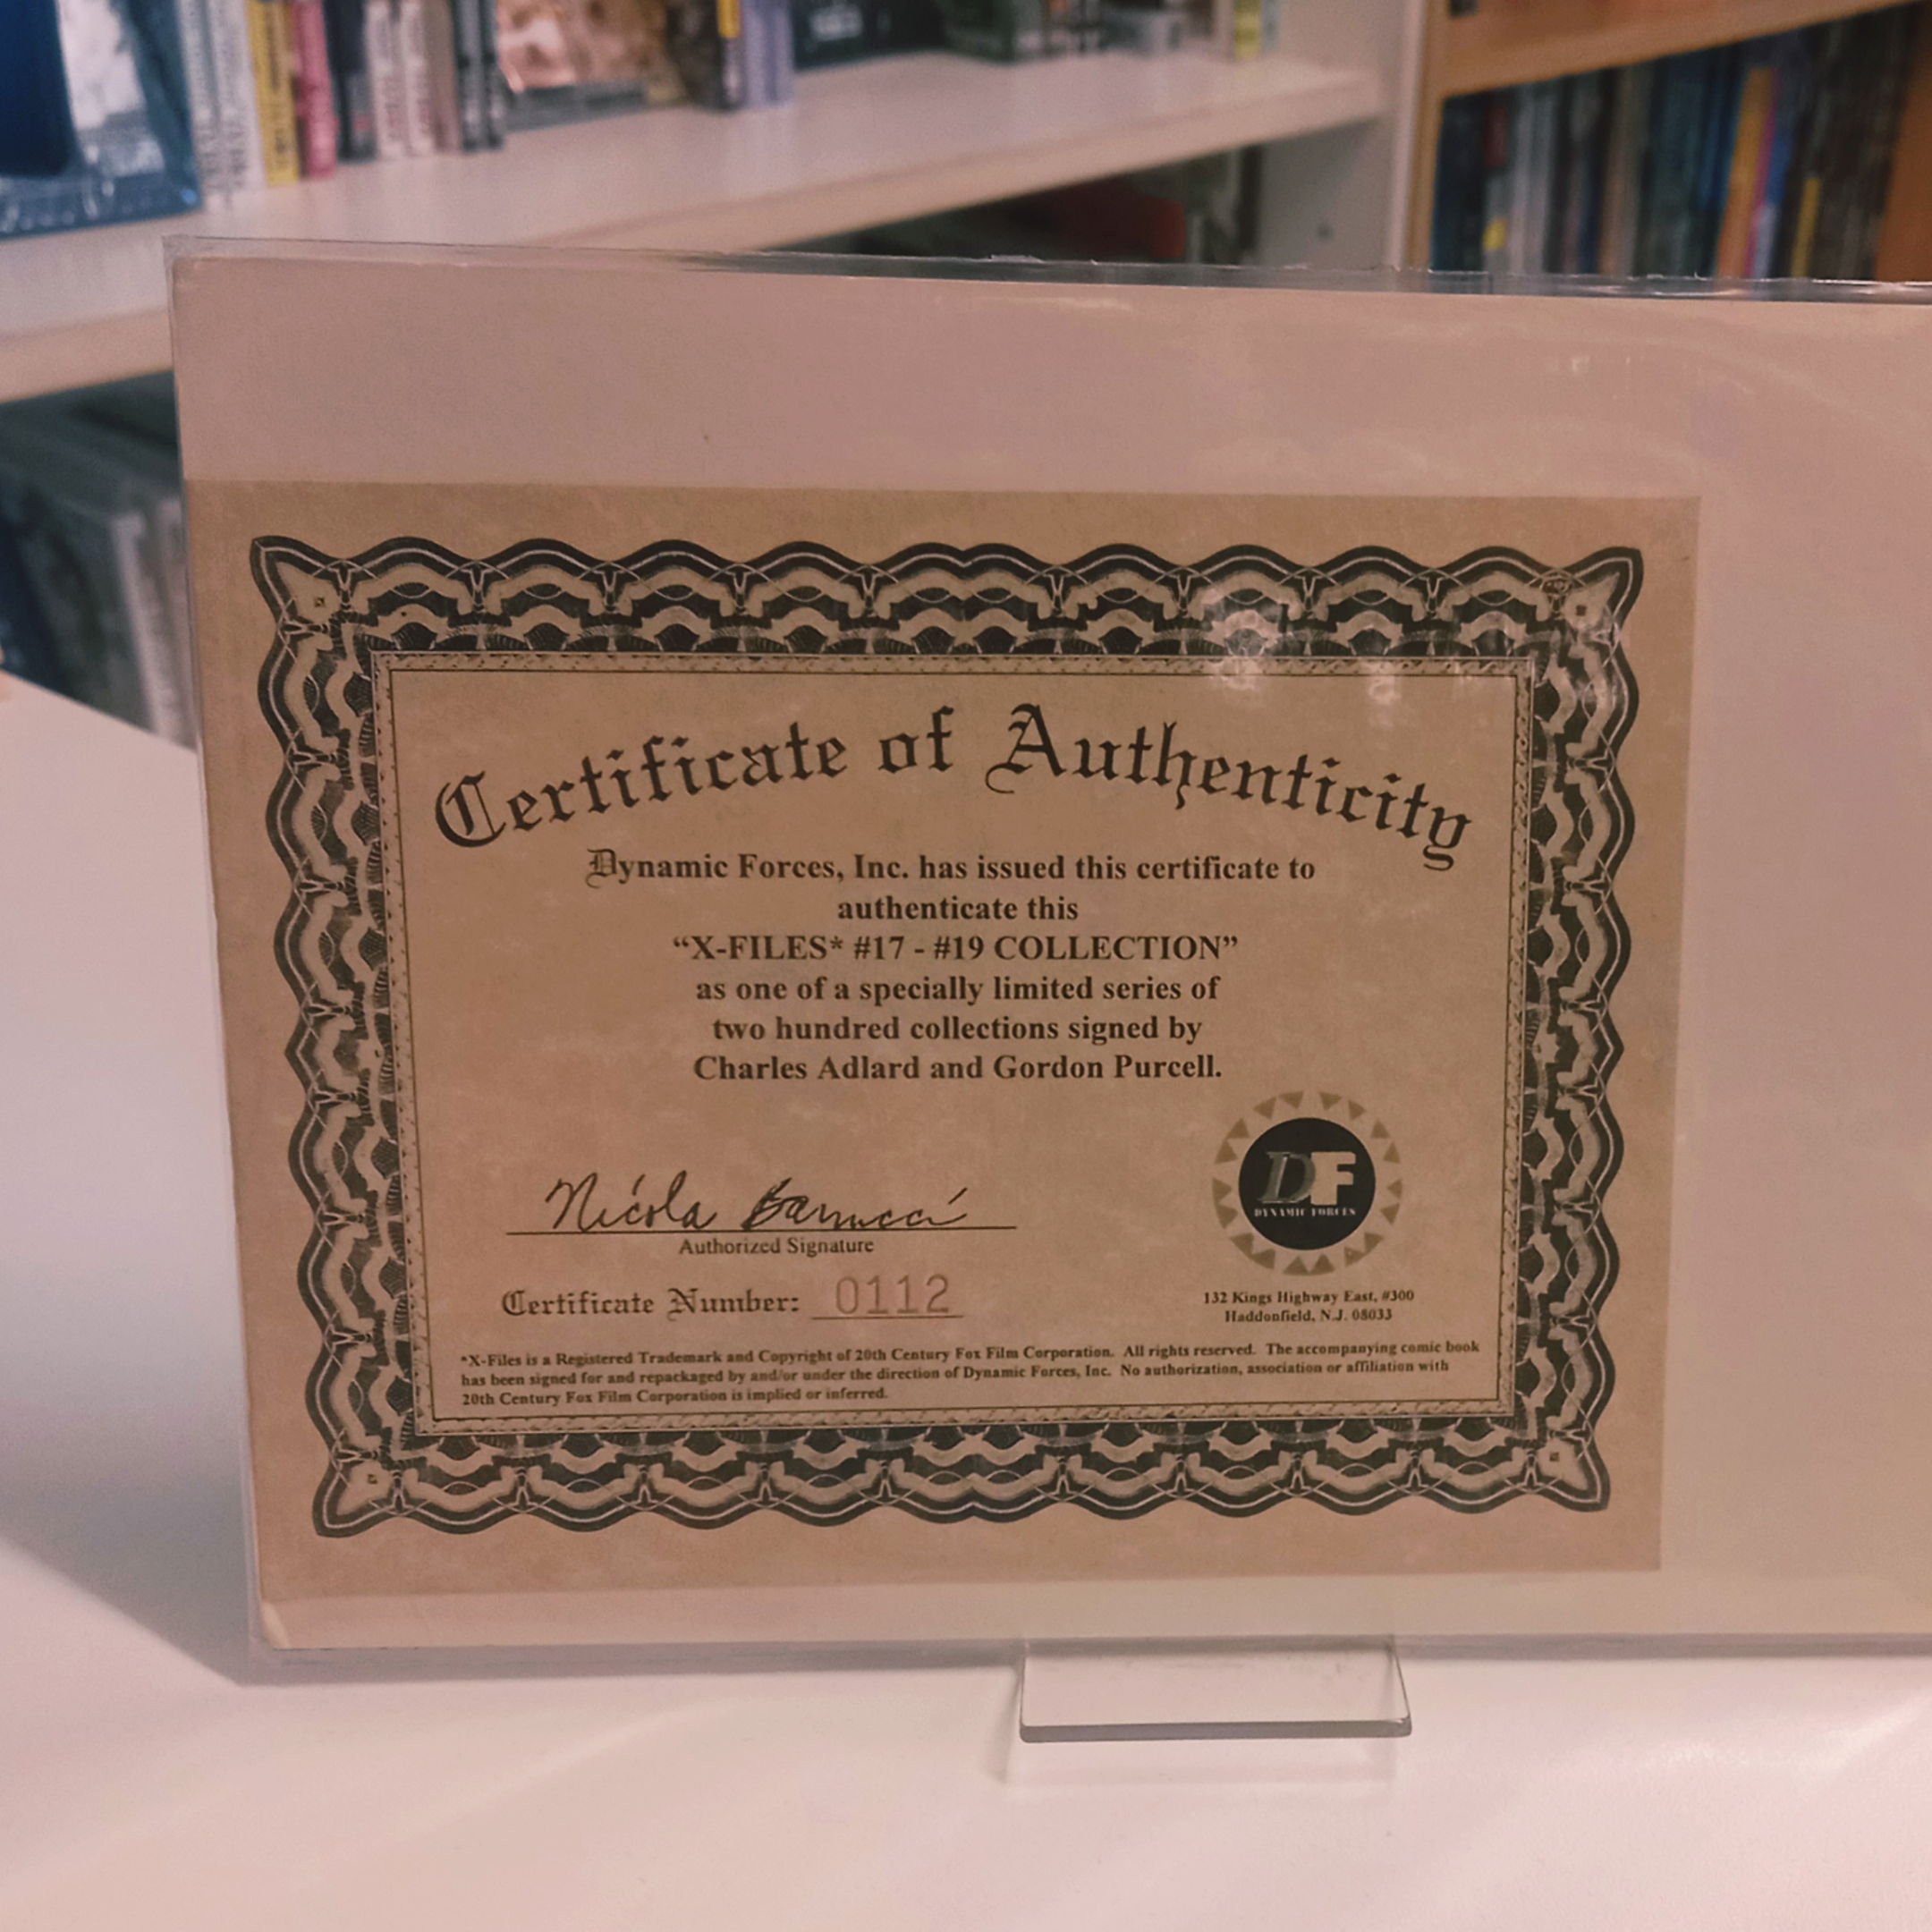 Certificate of Authenticity
Dynamic Forces, Inc. has issued this certificate to
authenticate this
“X-FILES* #17 - #19 COLLECTION”
as one of a specially limited series of
two hundred collections signed by
Charles Adlard and Gordon Purcell.
Nicola Barrucci
Authorized Signature
Certificate Number: 0112
DF
DYNAMIC FORCES
132 Kings Highway East, #300
Haddonfield, N.J. 08033
*X-Files is a Registered Trademark and Copyright of 20th Century Fox Film Corporation. All rights reserved. The accompanying comic book
has been signed for and repackaged by and/or under the direction of Dynamic Forces, Inc. No authorization, association or affiliation with
20th Century Fox Film Corporation is implied or inferred.